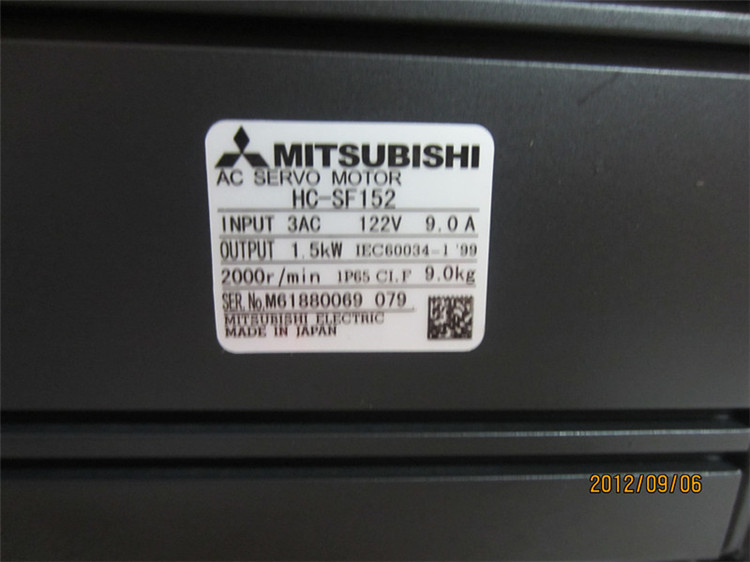 MITSUBISHI
AC SERVO MOTOR
HC-SF152
INPUT 3AC 122V 9.0A
OUTPUT 1.5kW IEC60034-1 '99
2000r/min IP65 CI.F 9.0kg
SER.No.M61880069 079
MITSUBISHI ELECTRIC
MADE IN JAPAN
2012/09/06